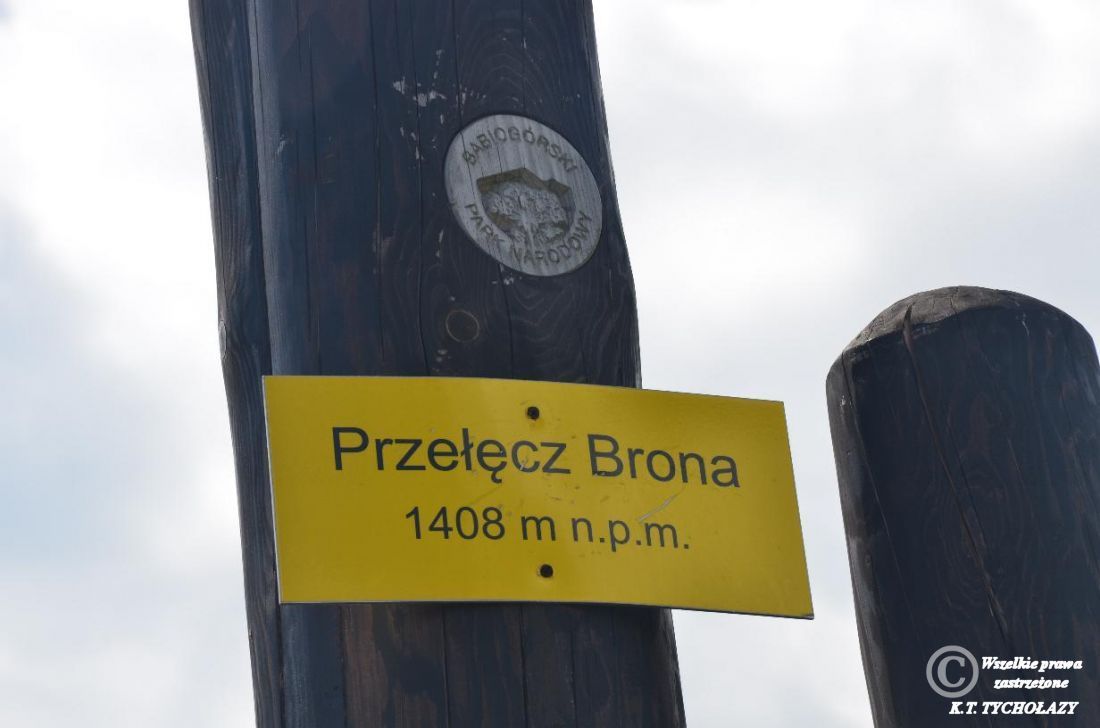 BABIOGÓRSKI
PARK NARODOWY
Przełęcz Brona
1408 m n.p.m.
© Wszelkie prawa
zastrzeżone
K.T. TYCHOŁAZY